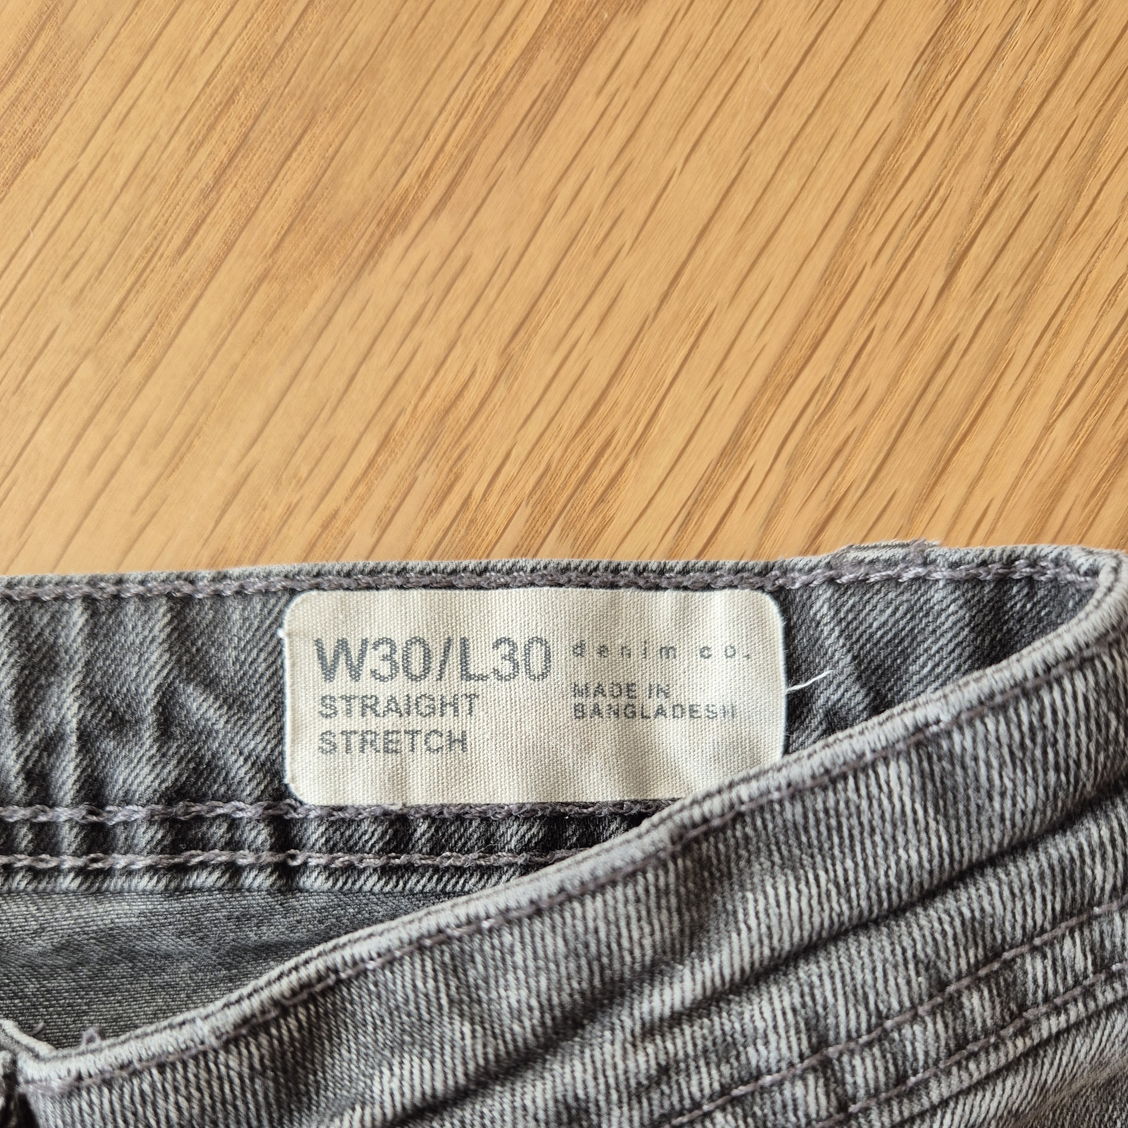 W30/L30
STRAIGHT
STRETCH
denim co.
MADE IN
BANGLADESH